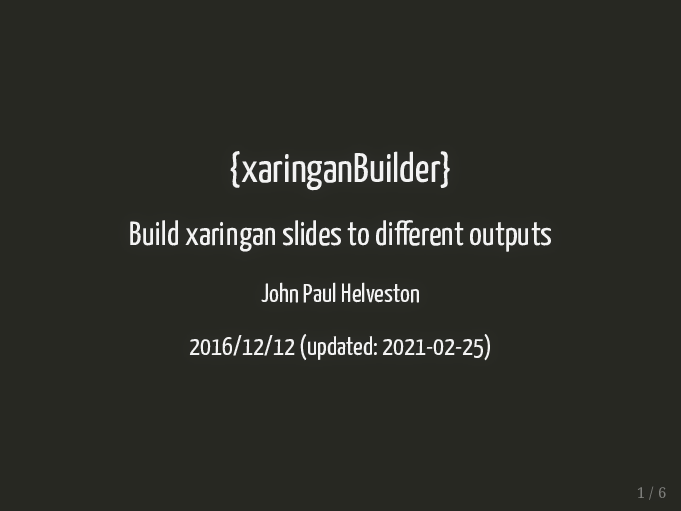 {xaringanBuilder}
Build xaringan slides to different outputs
John Paul Helveston
2016/12/12 (updated: 2021-02-25)
1 / 6